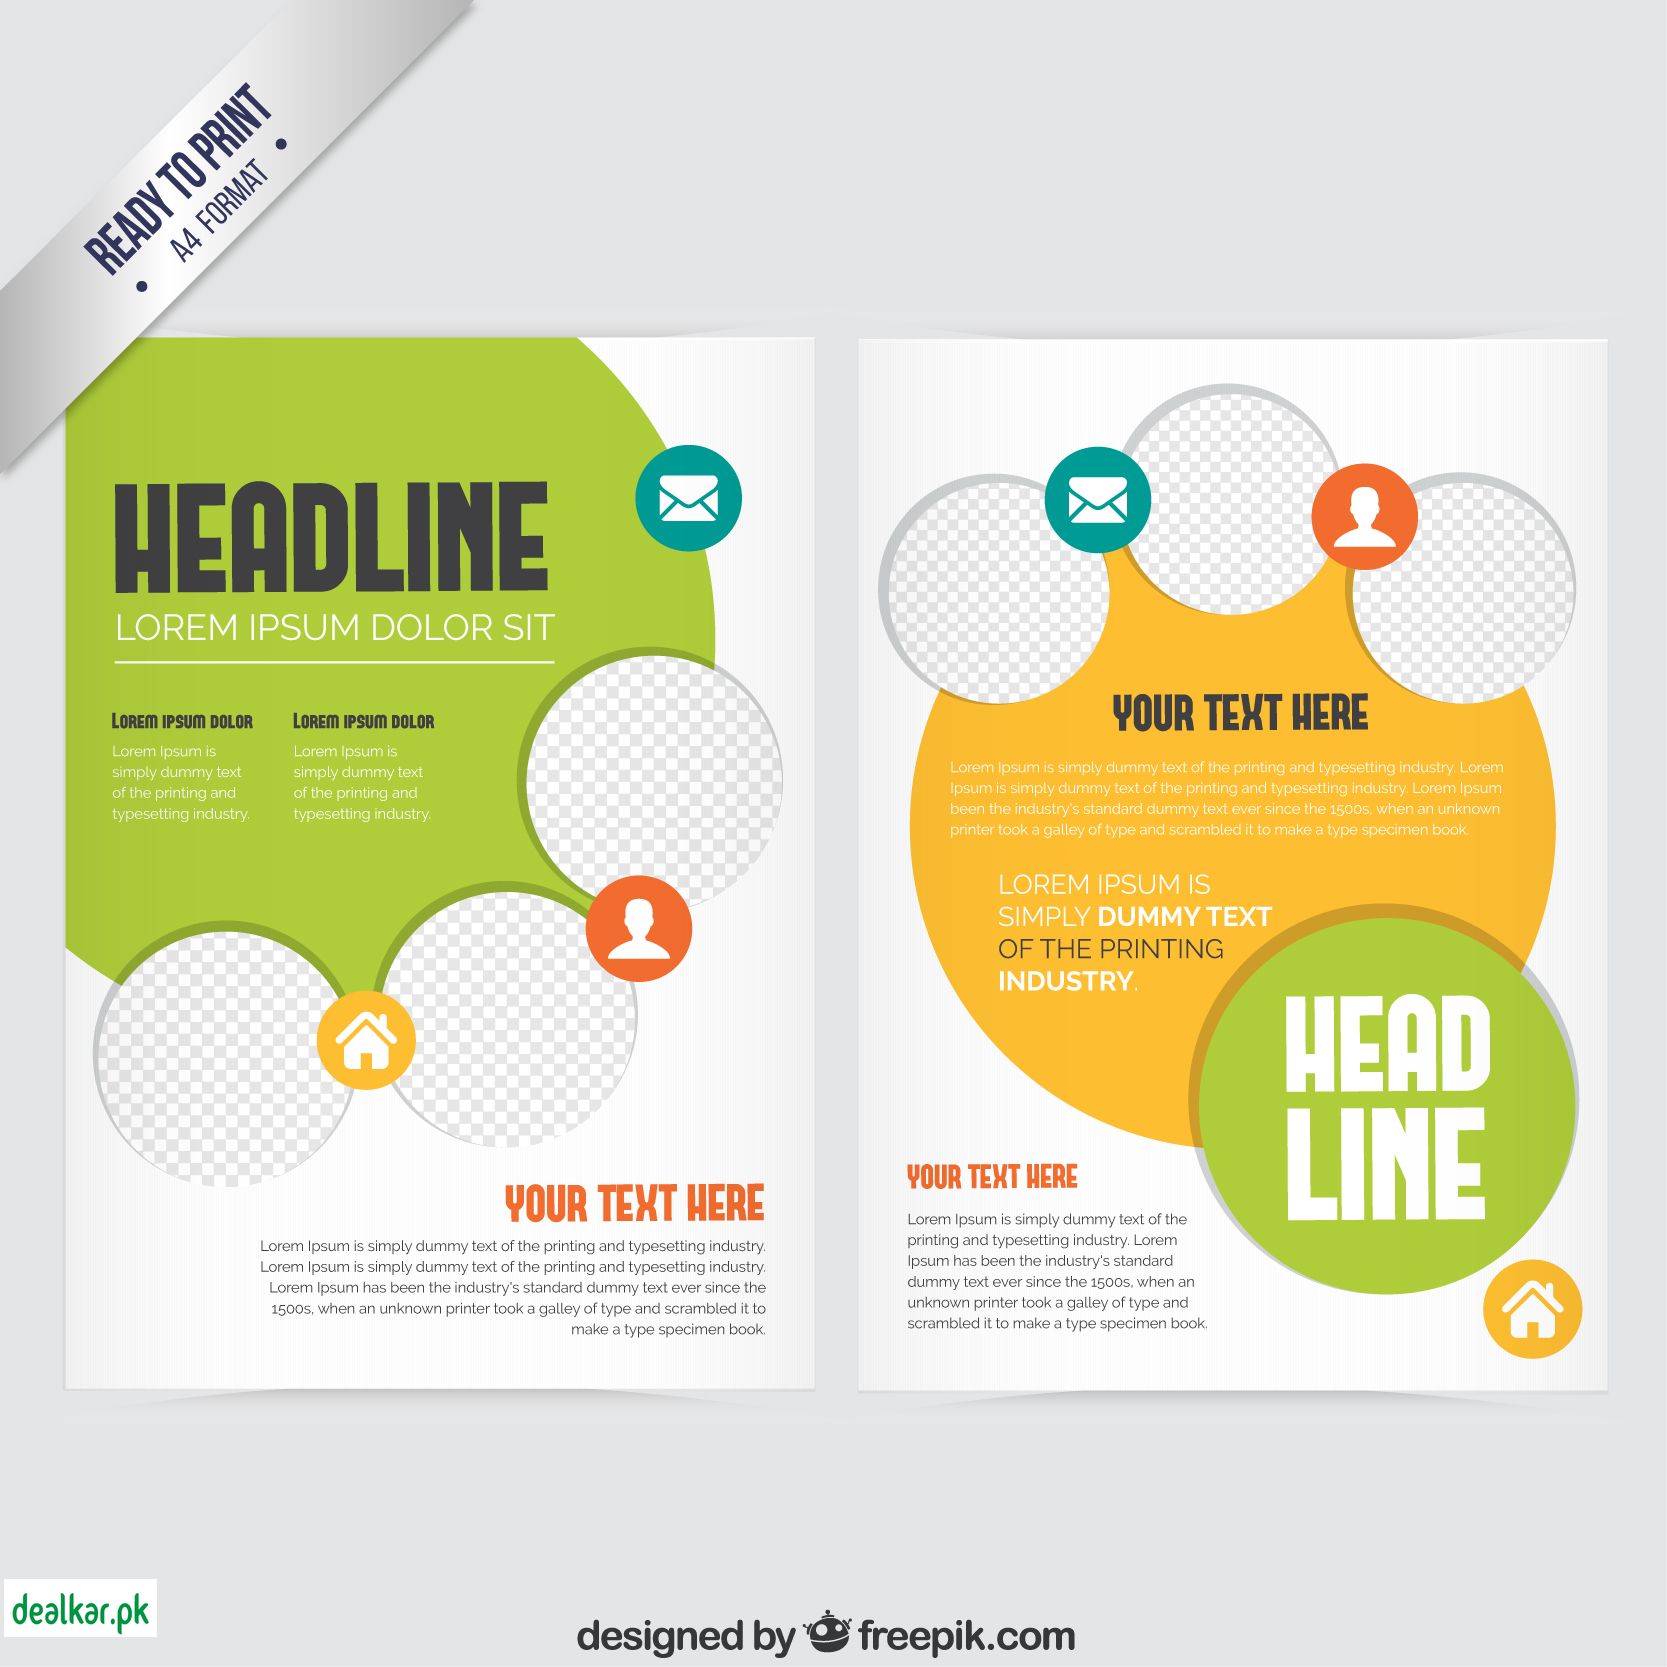 READY TO PRINT
A4 FORMAT
HEADLINE
LOREM IPSUM DOLOR SIT
LOREM IPSUM DOLOR
Lorem Ipsum is
simply dummy text
of the printing and
typesetting industry.
LOREM IPSUM DOLOR
Lorem Ipsum is
simply dummy text
of the printing and
typesetting industry.
YOUR TEXT HERE
Lorem Ipsum is simply dummy text of the printing and typesetting industry.
Lorem Ipsum is simply dummy text of the printing and typesetting industry.
Lorem Ipsum has been the industry's standard dummy text ever since the
1500s, when an unknown printer took a galley of type and scrambled it to
make a type specimen book.
YOUR TEXT HERE
Lorem Ipsum is simply dummy text of the printing and typesetting industry. Lorem
Ipsum is simply dummy text of the printing and typesetting industry. Lorem Ipsum
been the industry's standard dummy text ever since the 1500s, when an unknown
printer took a galley of type and scrambled it to make a type specimen book.
LOREM IPSUM IS
SIMPLY DUMMY TEXT
OF THE PRINTING
INDUSTRY.
HEAD
LINE
YOUR TEXT HERE
Lorem Ipsum is simply dummy text of the
printing and typesetting industry. Lorem
Ipsum has been the industry's standard
dummy text ever since the 1500s, when an
unknown printer took a galley of type and
scrambled it to make a type specimen book.
dealkar.pk
designed by freepik.com